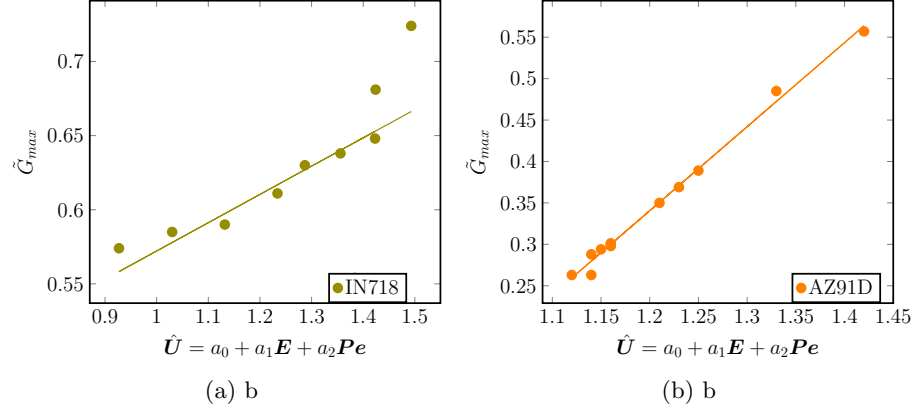 0.7
0.65
0.6
0.55
G̃max
0.9 1 1.1 1.2 1.3 1.4 1.5
IN718
Û = a0 + a1E + a2Pe
(a) b
0.55
0.5
0.45
0.4
0.35
0.3
0.25
G̃max
1.1 1.15 1.2 1.25 1.3 1.35 1.4 1.45
AZ91D
Û = a0 + a1E + a2Pe
(b) b